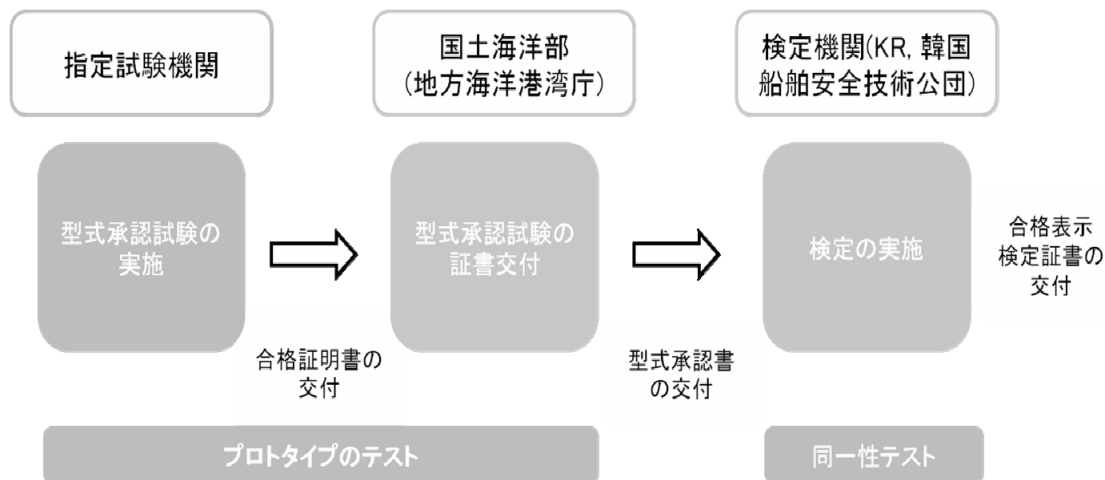 指定試験機関
国土海洋部
(地方海洋港湾庁)
検定機関(KR, 韓国
船舶安全技術公団)
型式承認試験の
実施
型式承認試験の
証書交付
検定の実施
合格表示
検定証書の
交付
合格証明書の
交付
型式承認書
の交付
プロトタイプのテスト
同一性テスト